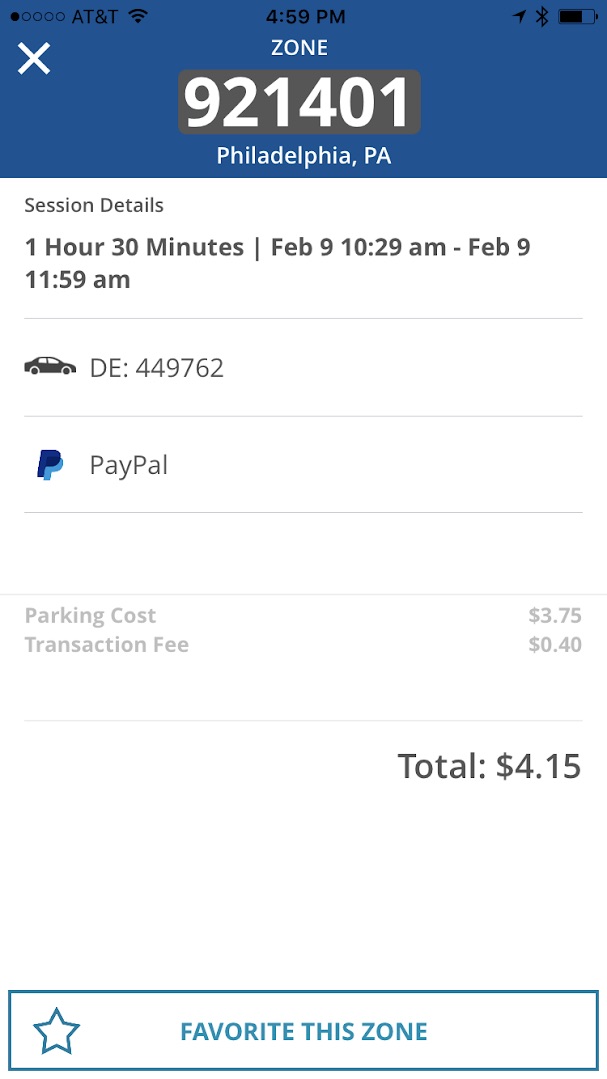 AT&T 4:59 PM
ZONE
921401
Philadelphia, PA
Session Details
1 Hour 30 Minutes | Feb 9 10:29 am - Feb 9
11:59 am
DE: 449762
PayPal
Parking Cost $3.75
Transaction Fee $0.40
Total: $4.15
FAVORITE THIS ZONE